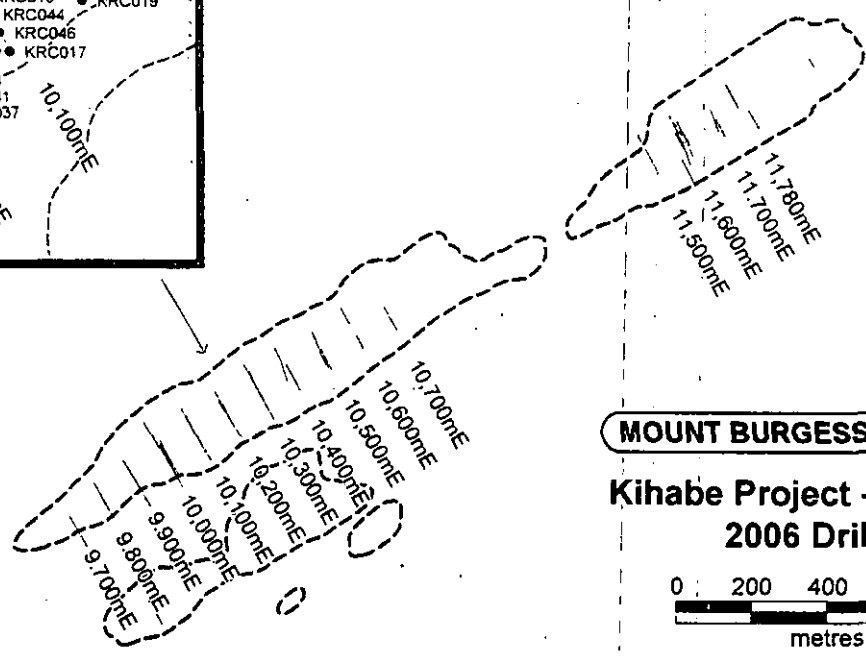 KRC019
KRC044
KRC046
KRC017
10,100mE
11,780mE
11,700mE
11,600mE
11,500mE
10,700mE
10,600mE
10,500mE
10,400mE
10,300mE
10,200mE
10,100mE
10,000mE
9,900mE
9,800mE
9,700mE
MOUNT BURGESS
Kihabe Project -
2006 Dril
0 200 400
metres